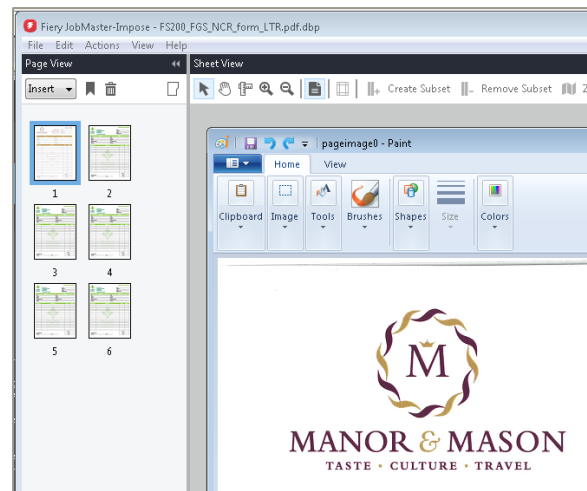 Fiery JobMaster-Impose - FS200_FGS_NCR_form_LTR.pdf.dbp
File Edit Actions View Help
Page View
Sheet View
Insert
Create Subset
Remove Subset
2
pageimage0 - Paint
Home View
Clipboard Image Tools Brushes Shapes Size Colors
1 2
3 4
5 6
M
MANOR & MASON
TASTE • CULTURE • TRAVEL